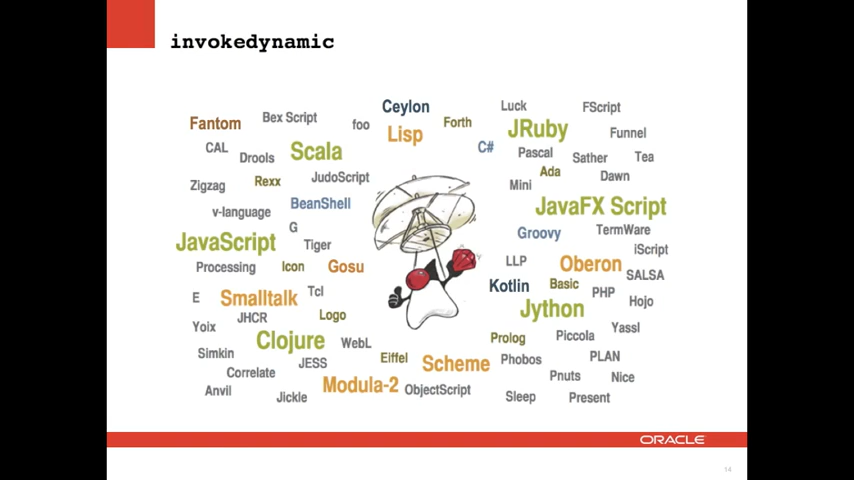 invokedynamic
Ceylon
Luck
FScript
Fantom
Bex Script
foo
Lisp
Forth
JRuby
Funnel
CAL
Drools
Scala
C#
Pascal
Sather
Tea
Zigzag
Rexx
JudoScript
Mini
Ada
Dawn
v-language
BeanShell
JavaFX Script
JavaScript
G
Tiger
Groovy
TermWare
iScript
Processing
Icon
Gosu
LLP
Oberon
SALSA
E
Smalltalk
Tcl
Kotlin
Basic
PHP
Hojo
Yoix
JHCR
Logo
Jython
Yassl
Simkin
Clojure
WebL
Prolog
Piccola
Correlate
JESS
Eiffel
Scheme
Phobos
PLAN
Anvil
Jickle
Modula-2
ObjectScript
Pnuts
Nice
Sleep
Present
ORACLE
14